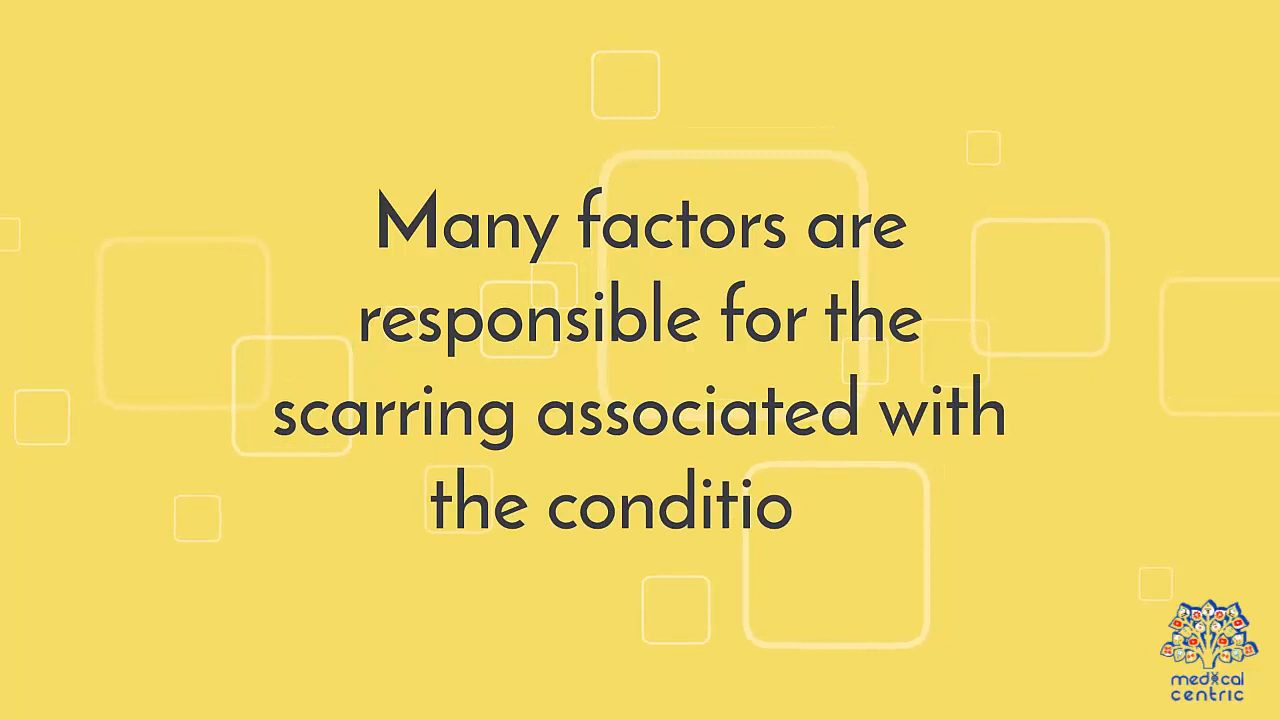 Many factors are
responsible for the
scarring associated with
the conditio
medical
centric